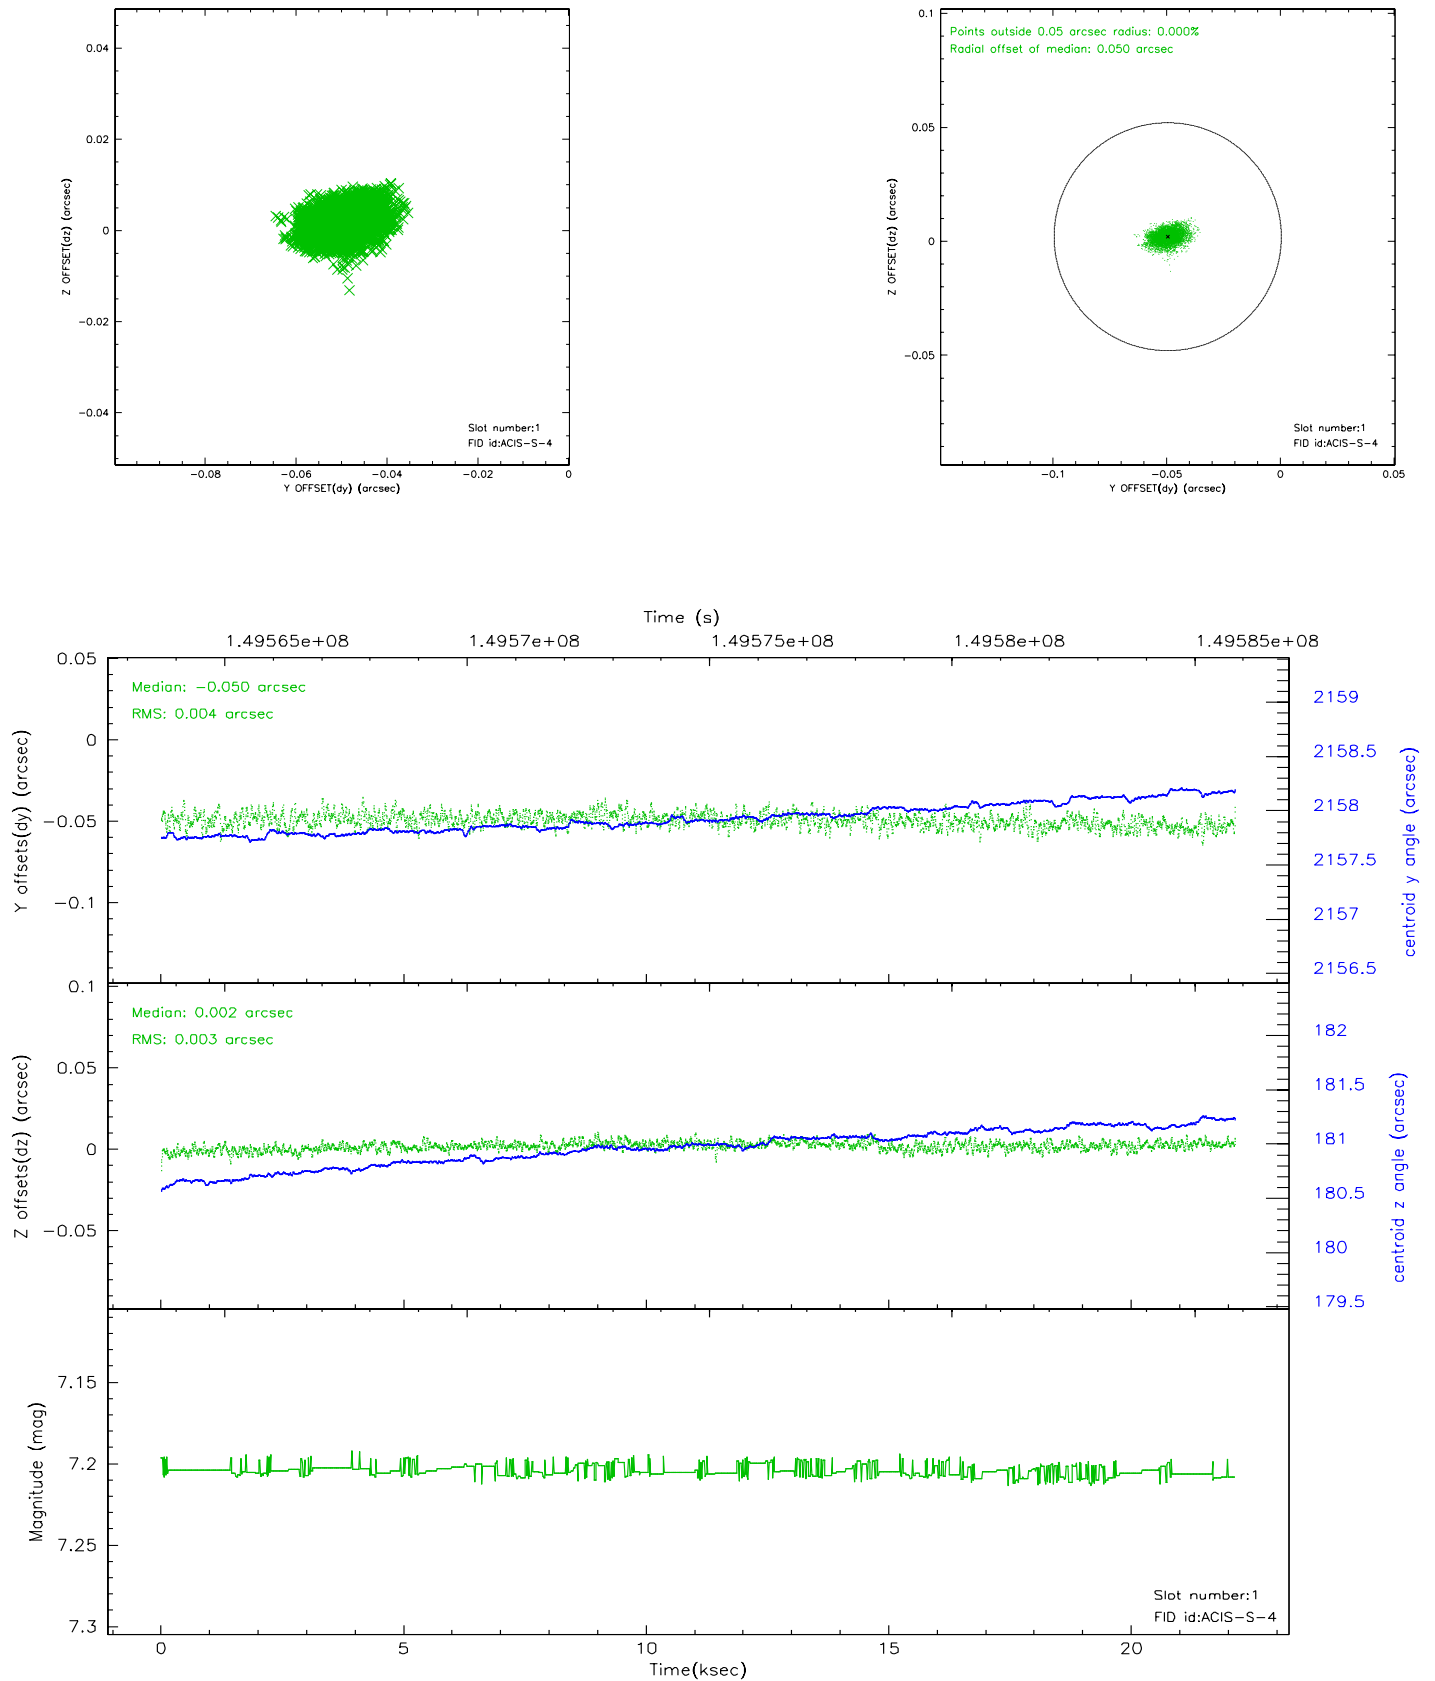 0.04
0.02
0
−0.02
−0.04
Z OFFSET(dz) (arcsec)
Slot number:1
FID id:ACIS−S−4
−0.08
−0.06
−0.04
−0.02
0
Y OFFSET(dy) (arcsec)
0.1
0.05
0
−0.05
Z OFFSET(dz) (arcsec)
Points outside 0.05 arcsec radius: 0.000%
Radial offset of median: 0.050 arcsec
Slot number:1
FID id:ACIS−S−4
−0.1
−0.05
0
0.05
Y OFFSET(dy) (arcsec)
Time (s)
1.49565e+08
1.4957e+08
1.49575e+08
1.4958e+08
1.49585e+08
0.05
0
−0.05
−0.1
Y offsets(dy) (arcsec)
Median: −0.050 arcsec
RMS: 0.004 arcsec
2159
2158.5
2158
2157.5
2157
2156.5
centroid y angle (arcsec)
0.1
0.05
0
−0.05
Z offsets(dz) (arcsec)
Median: 0.002 arcsec
RMS: 0.003 arcsec
182
181.5
181
180.5
180
179.5
centroid z angle (arcsec)
7.15
7.2
7.25
7.3
Magnitude (mag)
Slot number:1
FID id:ACIS−S−4
0
5
10
15
20
Time(ksec)